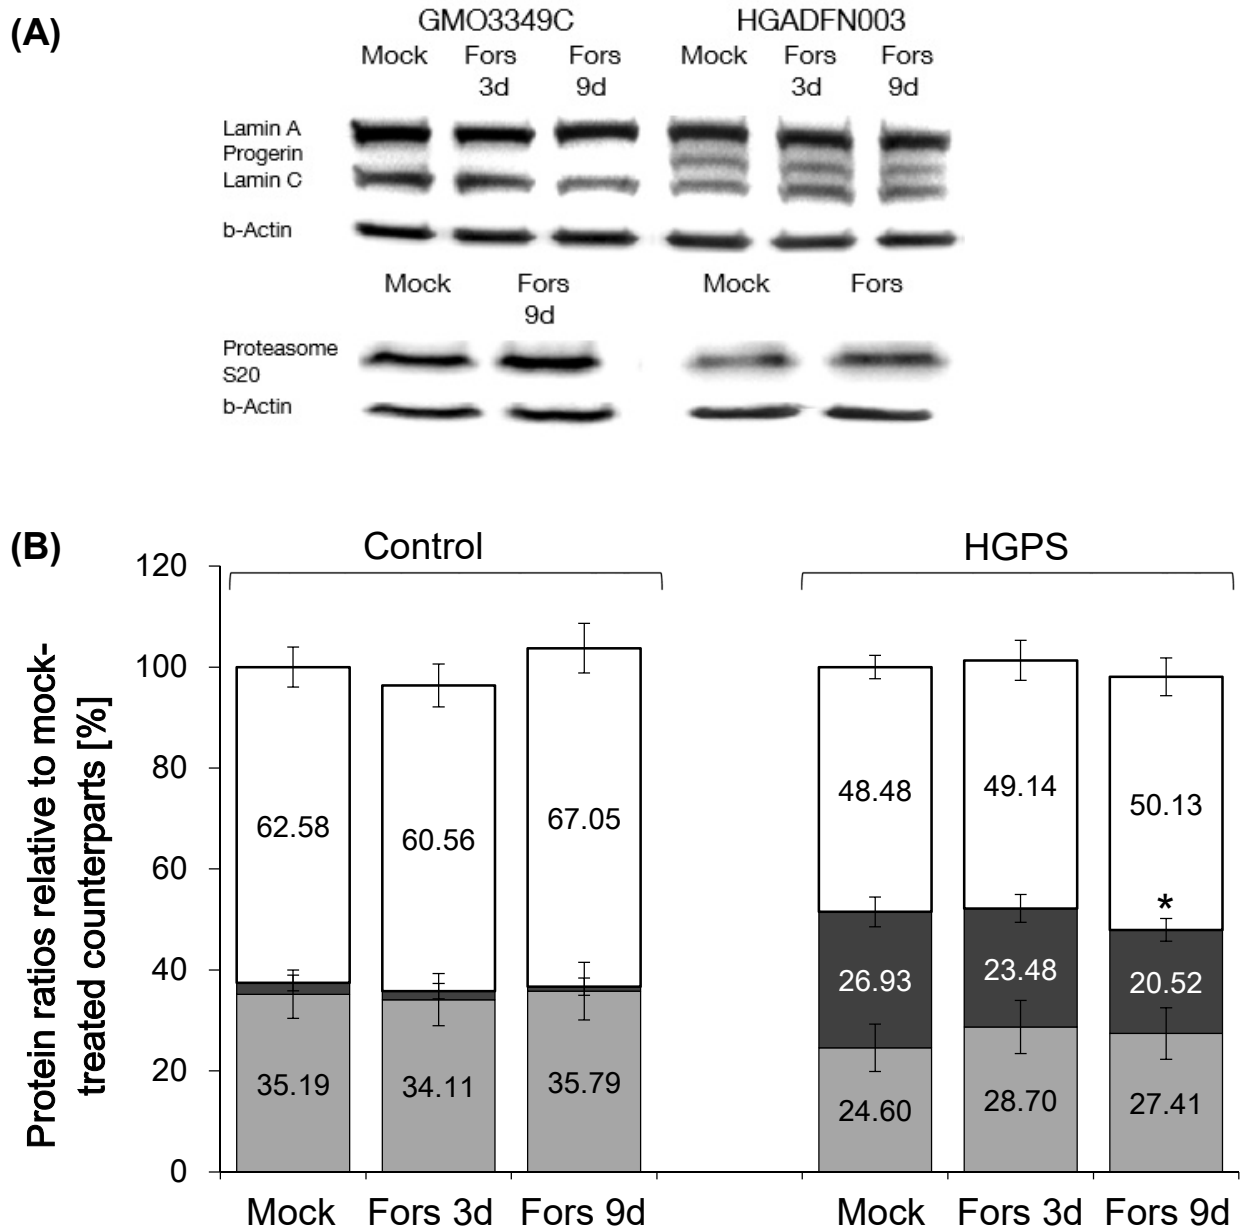 (A)
GMO3349C HGADFN003
Mock Fors 3d Fors 9d Mock Fors 3d Fors 9d
Lamin A
Progerin
Lamin C
b-Actin
Mock Fors 9d Mock Fors
Proteasome
S20
b-Actin
(B)
Control HGPS
Protein ratios relative to mock-
treated counterparts [%]
120
100
80
60
40
20
0
62.58 60.56 67.05 48.48 49.14 50.13
*
26.93 23.48 20.52
35.19 34.11 35.79 24.60 28.70 27.41
Mock Fors 3d Fors 9d Mock Fors 3d Fors 9d